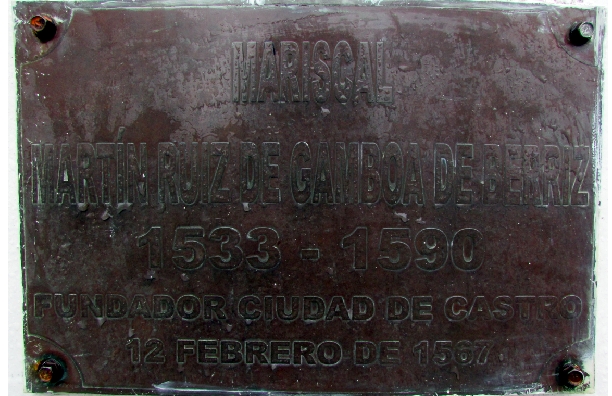 MARISCAL
MARTÍN RUIZ DE GAMBOA DE BERRIZ
1533 - 1590
FUNDADOR CIUDAD DE CASTRO
12 FEBRERO DE 1567